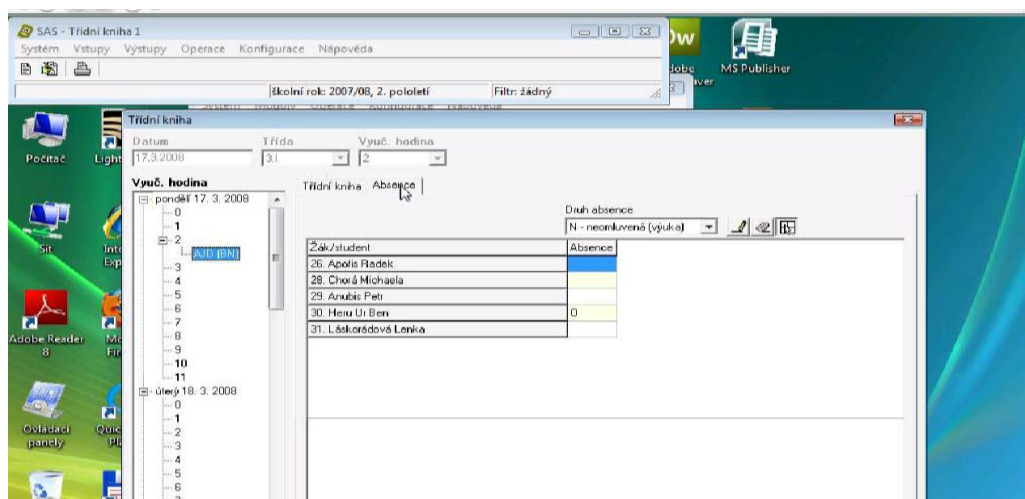 SAS - Třídní kniha 1
Systém Vstupy Výstupy Operace Konfigurace Nápověda
školní rok: 2007/08, 2. pololetí Filtr: žádný
MS Publisher
Počítač
Síť
Adobe Reader 8
Ovládací panely
Třídní kniha
Datum Třída Vyuč. hodina
17.3.2008 3.I 2
Vyuč. hodina
pondělí 17. 3. 2008
0
1
2
AJD (BN)
3
4
5
6
7
8
9
10
11
úterý 18. 3. 2008
0
1
2
3
4
5
6
Třídní kniha Absence
Druh absence
N - neomluvená (výuka)
Žák/student Absence
26. Apolis Radek
28. Chorá Michaela
29. Anubis Petr
30. Heru Ur Ben O
31. Láskorádová Lenka